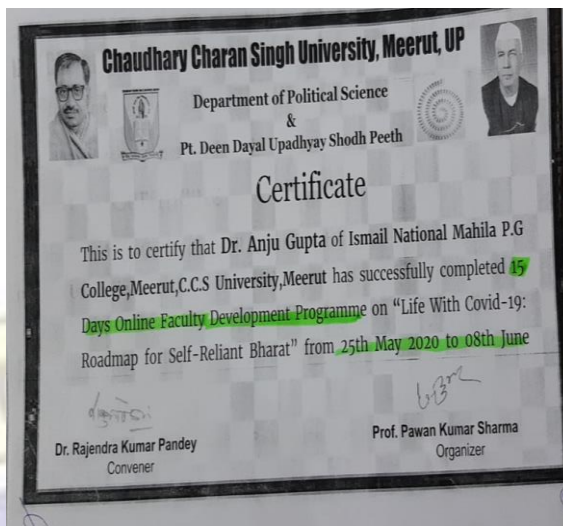 Chaudhary Charan Singh University, Meerut, UP
Department of Political Science
&
Pt. Deen Dayal Upadhyay Shodh Peeth
Certificate
This is to certify that Dr. Anju Gupta of Ismail National Mahila P.G
College,Meerut,C.C.S University,Meerut has successfully completed 15
Days Online Faculty Development Programme on “Life With Covid-19:
Roadmap for Self-Reliant Bharat” from 25th May 2020 to 08th June
Dr. Rajendra Kumar Pandey
Convener
Prof. Pawan Kumar Sharma
Organizer